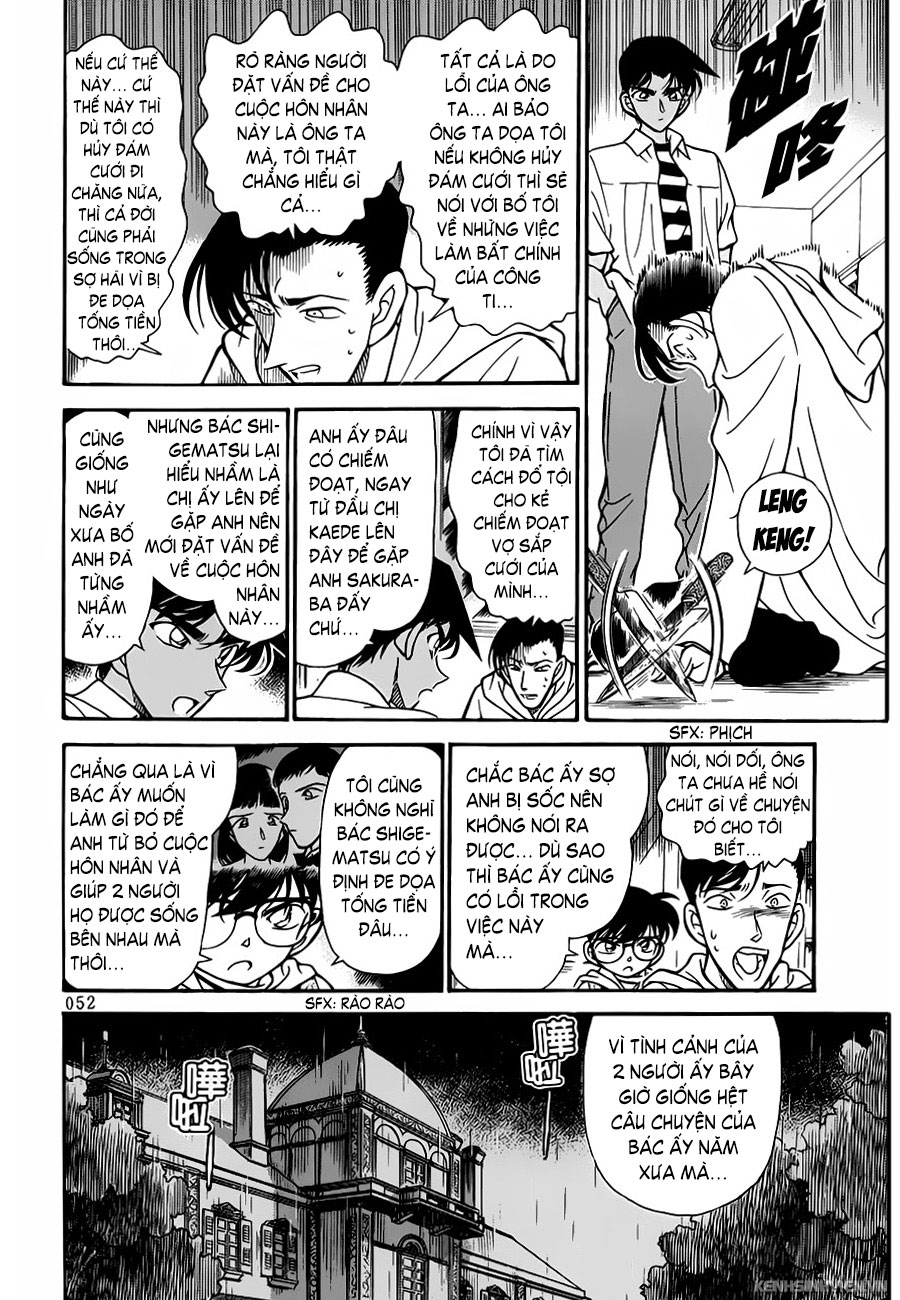 碰
咚
TẤT CẢ LÀ DO
LỖI CỦA ÔNG
TA... AI BẢO
ÔNG TA DỌA TÔI
NẾU KHÔNG HỦY
ĐÁM CƯỚI THÌ SẼ
NÓI VỚI BỐ TÔI
VỀ NHỮNG VIỆC
LÀM BẤT CHÍNH
CỦA CÔNG
TI...
RÕ RÀNG NGƯỜI
ĐẶT VẤN ĐỀ CHO
CUỘC HÔN NHÂN
NÀY LÀ ÔNG TA
MÀ, TÔI THẬT
CHẲNG HIỂU GÌ
CẢ...
NẾU CỨ THẾ
NÀY... CỨ
THẾ NÀY THÌ
DÙ TÔI CÓ
HỦY ĐÁM
CƯỚI ĐI
CHĂNG NỮA,
THÌ CẢ ĐỜI
CŨNG PHẢI
SỐNG TRONG
SỢ HÃI VÌ BỊ
ĐE DỌA
TỐNG TIỀN
THÔI...
LENG
KENG!
SFX: PHỊCH
CHÍNH VÌ VẬY
TÔI ĐÃ TÌM
CÁCH ĐỔ TỘI
CHO KẺ
CHIẾM ĐOẠT
VỢ SẮP
CƯỚI CỦA
MÌNH...
ANH ẤY ĐÂU
CÓ CHIẾM
ĐOẠT, NGAY
TỪ ĐẦU CHỊ
KAEDE LÊN
ĐÂY ĐỂ GẶP
ANH SAKURA-
BA ĐẤY
CHỨ...
NHƯNG BÁC SHI-
GEMATSU LẠI
HIỂU NHẦM LÀ
CHỊ ẤY LÊN ĐỂ
GẶP ANH NÊN
MỚI ĐẶT VẤN ĐỀ
VỀ CUỘC HÔN
NHÂN
NÀY...
CŨNG
GIỐNG
NHƯ
NGÀY
XƯA BỐ
ANH ĐÃ
TỪNG
NHẦM
ẤY...
NÓI, NÓI DỐI, ÔNG
TA CHƯA HỀ NÓI
CHÚT GÌ VỀ CHUYỆN
ĐÓ CHO TÔI
BIẾT...
CHẮC BÁC ẤY SỢ
ANH BỊ SỐC NÊN
KHÔNG NÓI RA
ĐƯỢC... DÙ SAO
THÌ BÁC ẤY CŨNG
CÓ LỖI TRONG
VIỆC NÀY
MÀ...
TÔI CŨNG
KHÔNG NGHĨ
BÁC SHIGE-
MATSU CÓ Ý
ĐỊNH ĐE DỌA
TỐNG TIỀN
ĐÂU...
CHẲNG QUA LÀ VÌ
BÁC ẤY MUỐN
LÀM GÌ ĐÓ ĐỂ
ANH TỪ BỎ CUỘC
HÔN NHÂN VÀ
GIÚP 2 NGƯỜI
HỌ ĐƯỢC SỐNG
BÊN NHAU MÀ
THÔI...
052
SFX: RÀO RÀO
嘩
啦
嘩
啦
VÌ TÌNH CẢNH CỦA
2 NGƯỜI ẤY BÂY
GIỜ GIỐNG HỆT
CÂU CHUYỆN CỦA
BÁC ẤY NĂM
XƯA MÀ...